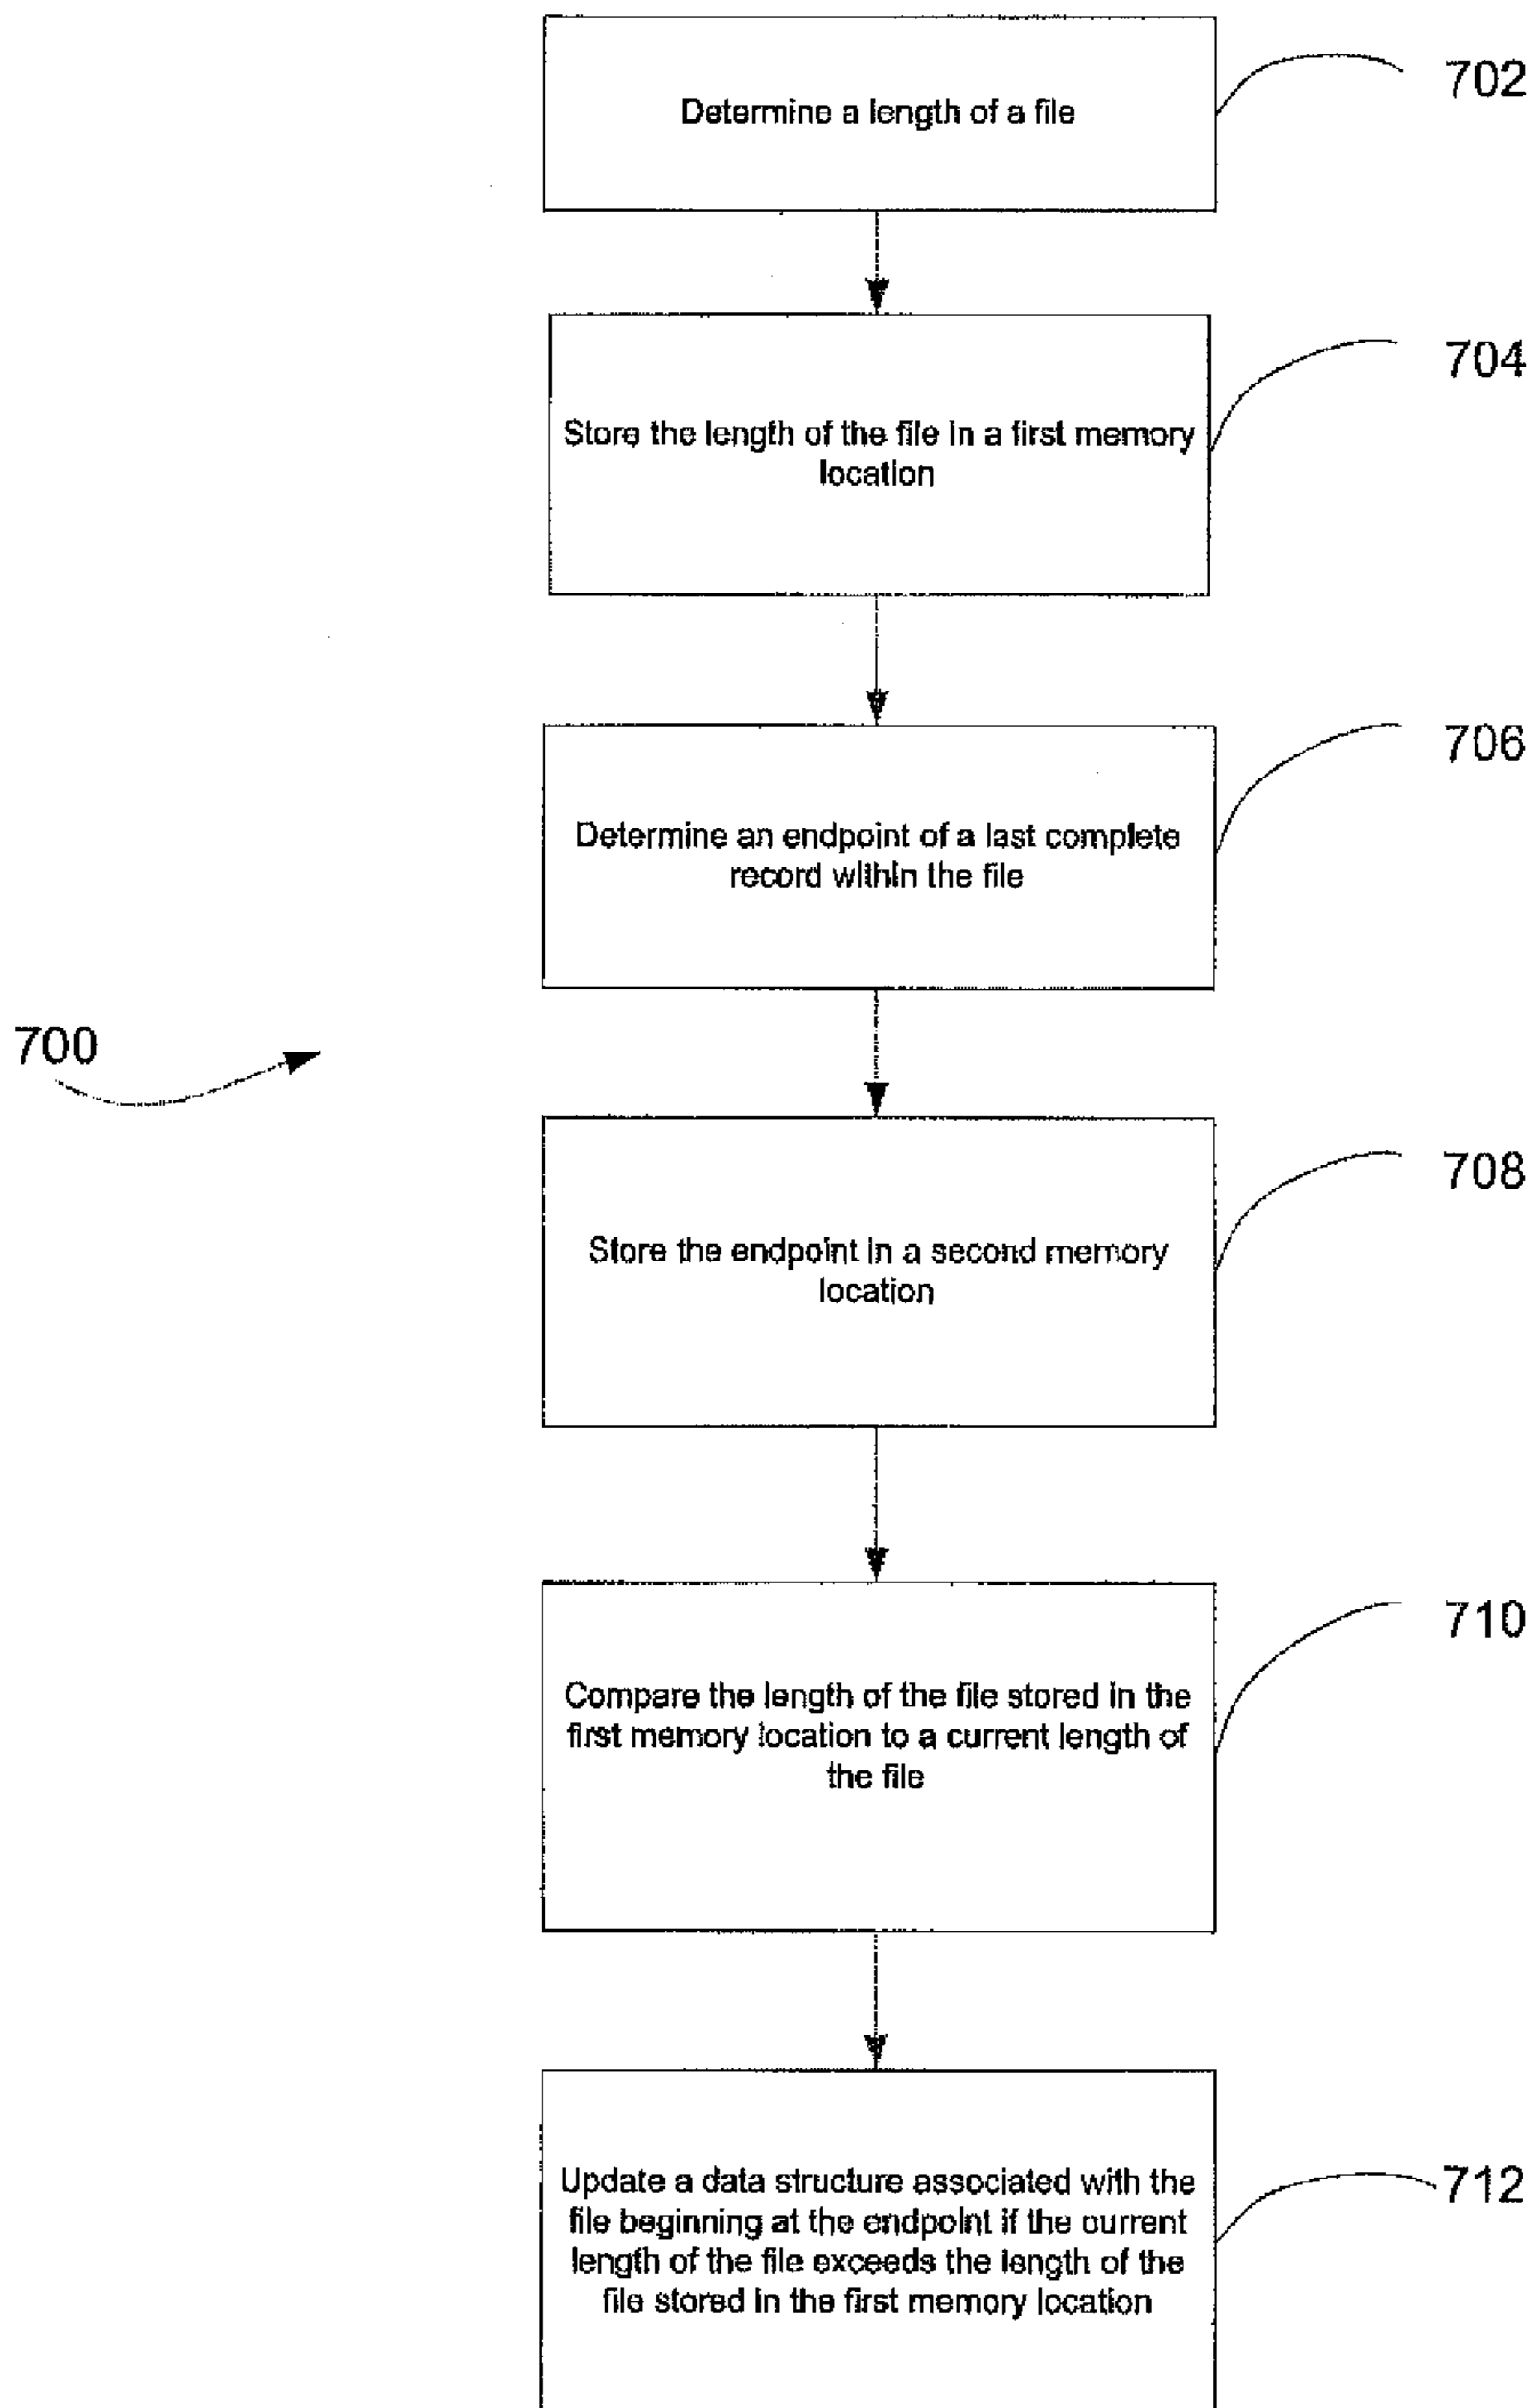 Determine a length of a file
702
Store the length of the file in a first memory
location
704
Determine an endpoint of a last complete
record within the file
706
700
Store the endpoint in a second memory
location
708
Compare the length of the file stored in the
first memory location to a current length of
the file
710
Update a data structure associated with the
file beginning at the endpoint if the current
length of the file exceeds the length of the
file stored in the first memory location
712